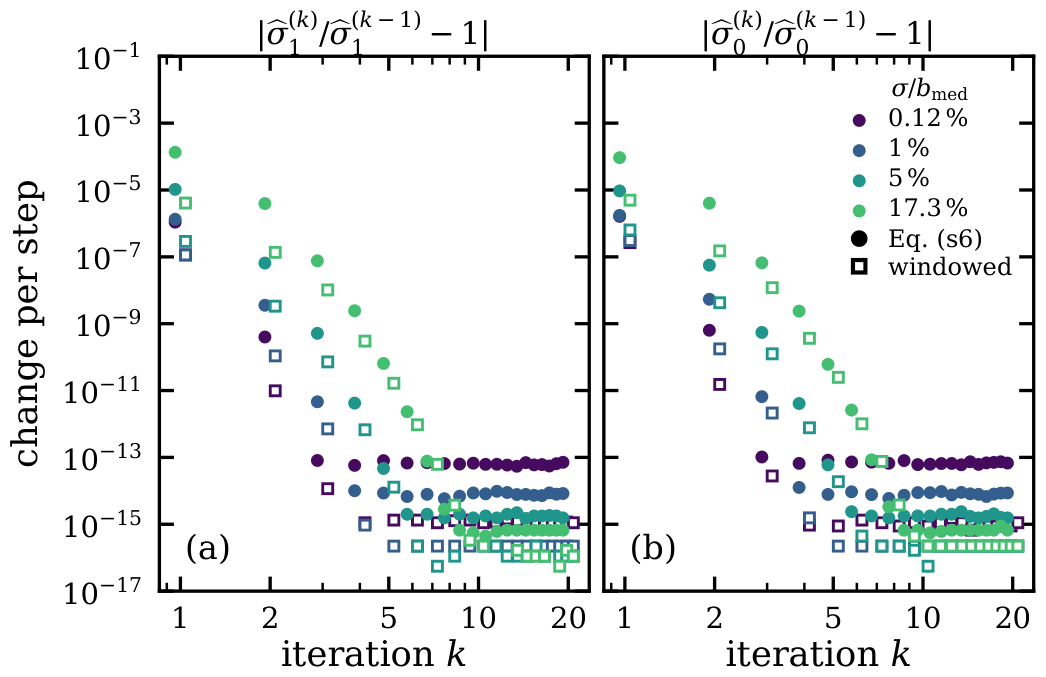 |σ̂₁⁽ᵏ⁾/σ̂₁⁽ᵏ⁻¹⁾ − 1|
|σ̂₀⁽ᵏ⁾/σ̂₀⁽ᵏ⁻¹⁾ − 1|
change per step
10⁻¹
10⁻³
10⁻⁵
10⁻⁷
10⁻⁹
10⁻¹¹
10⁻¹³
10⁻¹⁵
10⁻¹⁷
(a)
1 2 5 10 20
iteration k
σ/b_med
0.12 %
1 %
5 %
17.3 %
Eq. (s6)
windowed
(b)
1 2 5 10 20
iteration k